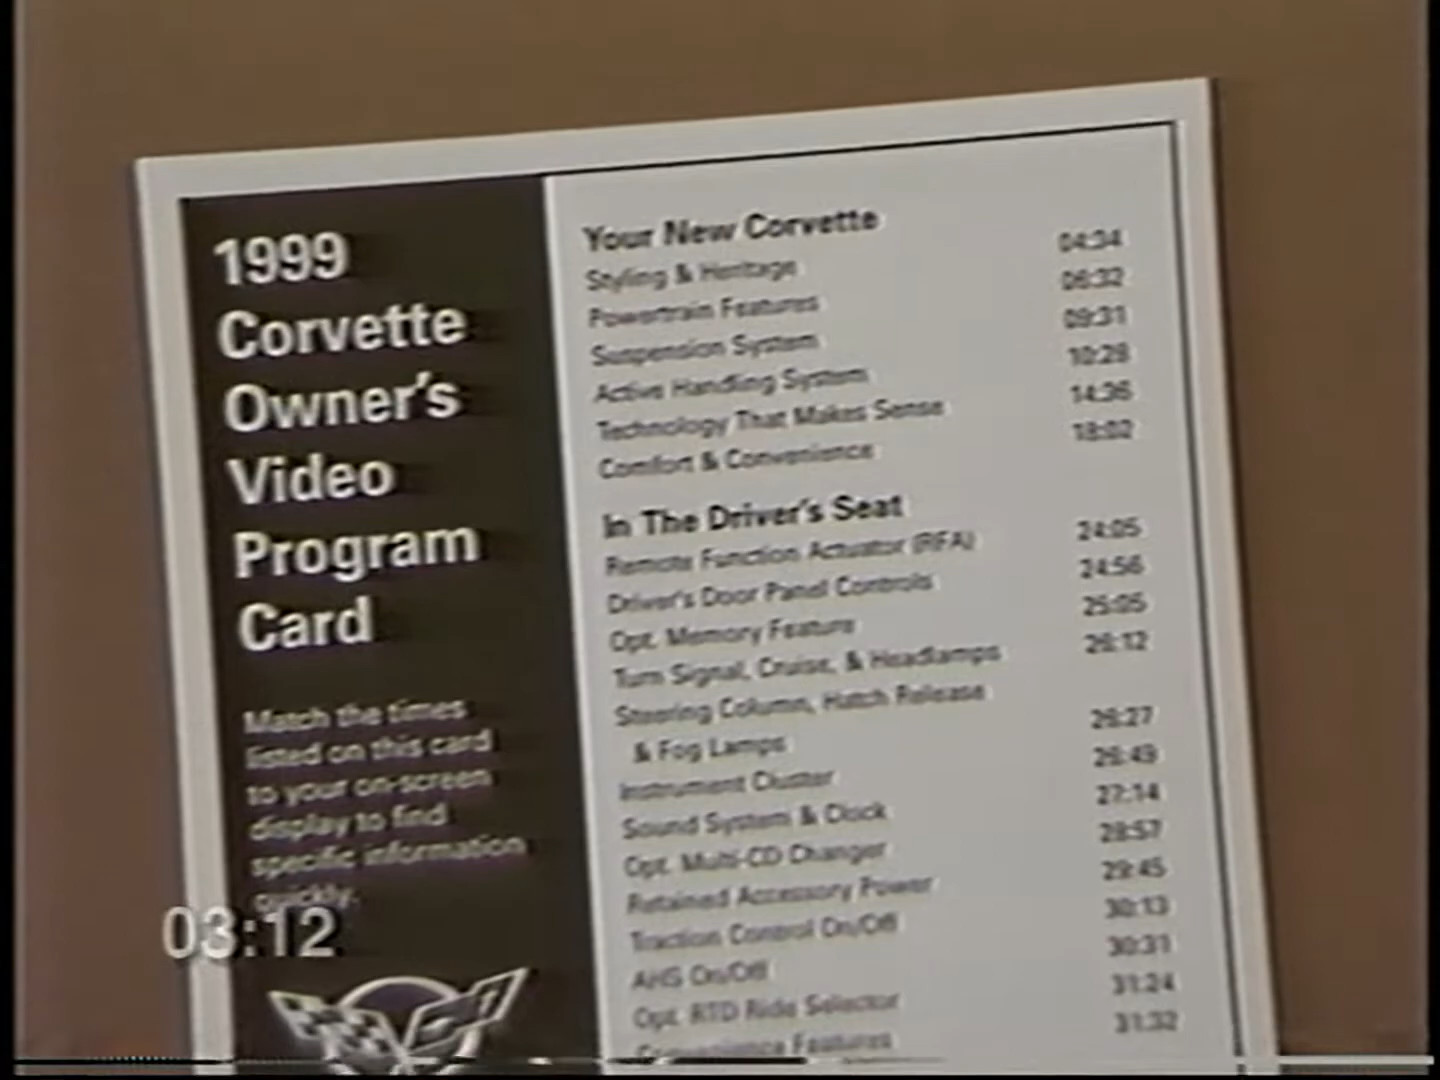 1999
Corvette
Owner's
Video
Program
Card
Match the times
listed on this card
to your on-screen
display to find
specific information
quickly.
03:12
Your New Corvette
Styling & Heritage 04:34
Powertrain Features 06:32
Suspension System 09:31
Active Handling System 10:28
Technology That Makes Sense 14:36
Comfort & Convenience 18:02
In The Driver's Seat
Remote Function Actuator (RFA) 24:05
Driver's Door Panel Controls 24:56
Opt. Memory Feature 25:05
Turn Signal, Cruise, & Headlamps 26:12
Steering Column, Hatch Release
& Fog Lamps 26:27
Instrument Cluster 26:49
Sound System & Clock 27:14
Opt. Multi-CD Changer 28:57
Retained Accessory Power 29:45
Traction Control On/Off 30:13
AHS On/Off 30:31
Opt. RTD Ride Selector 31:24
Convenience Features 31:32